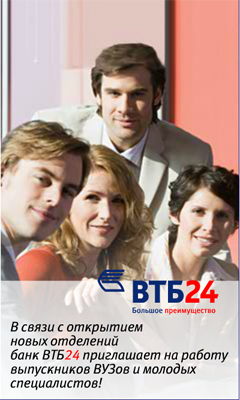 ВТБ24
Большое преимущество
В связи с открытием
новых отделений
банк ВТБ24 приглашает на работу
выпускников ВУЗов и молодых
специалистов!